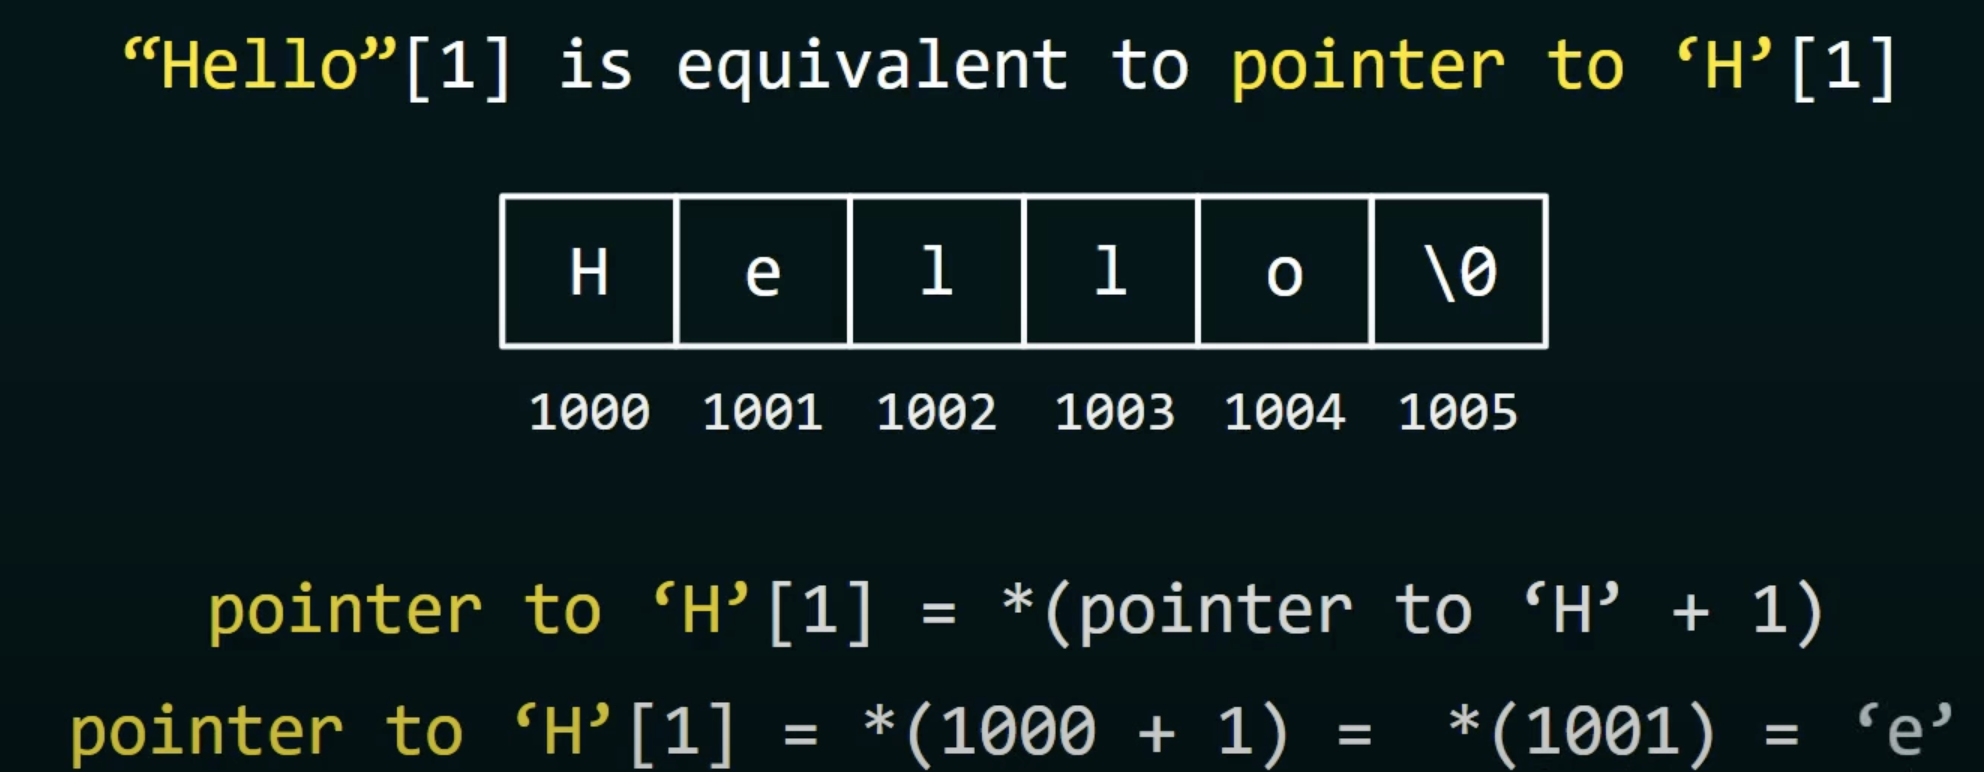 “Hello”[1] is equivalent to pointer to ‘H’[1]
H e l l o \0
1000 1001 1002 1003 1004 1005
pointer to ‘H’[1] = *(pointer to ‘H’ + 1)
pointer to ‘H’[1] = *(1000 + 1) = *(1001) = ‘e’